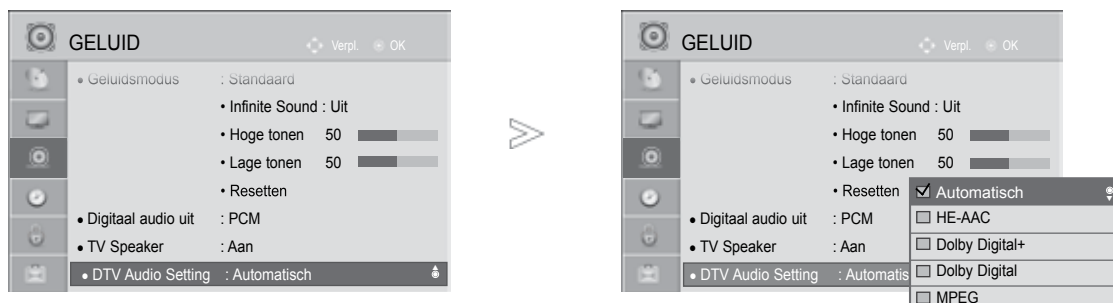 GELUID Verpl. OK
• Geluidsmodus : Standaard
• Infinite Sound : Uit
• Hoge tonen 50
• Lage tonen 50
• Resetten
• Digitaal audio uit : PCM
• TV Speaker : Aan
• DTV Audio Setting : Automatisch
GELUID Verpl. OK
• Geluidsmodus : Standaard
• Infinite Sound : Uit
• Hoge tonen 50
• Lage tonen 50
• Resetten
• Digitaal audio uit : PCM
• TV Speaker : Aan
• DTV Audio Setting : Automatis
Automatisch
HE-AAC
Dolby Digital+
Dolby Digital
MPEG